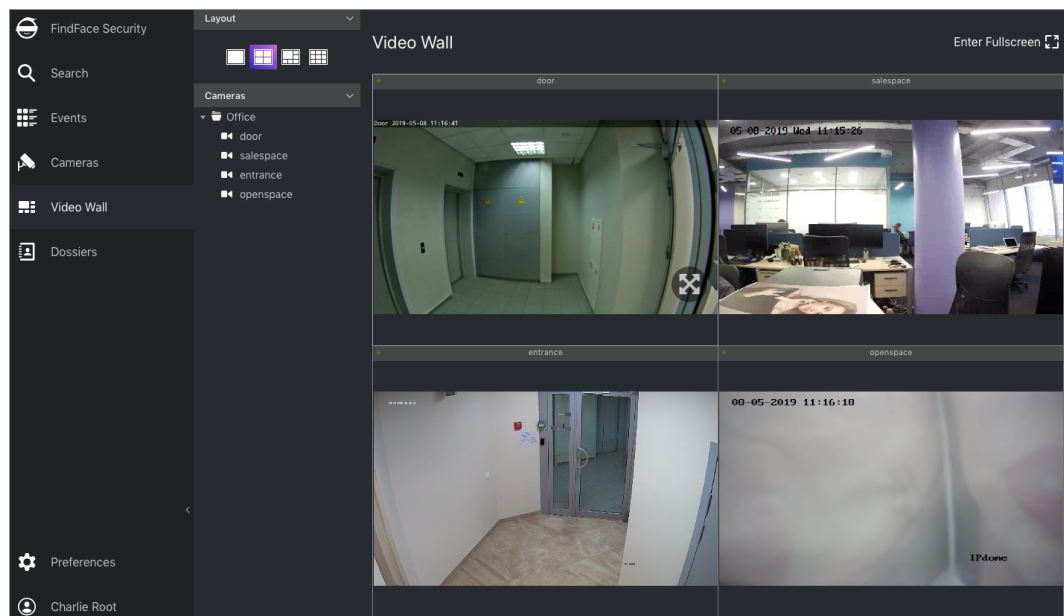 FindFace Security
Search
Events
Cameras
Video Wall
Dossiers
Preferences
Charlie Root
Layout
Cameras
Office
door
salespace
entrance
openspace
Video Wall
Enter Fullscreen
door
Door 2019-05-08 11:16:41
salespace
05-08-2019 Wed 11:15:26
entrance
openspace
08-05-2019 11:16:18
IPdome